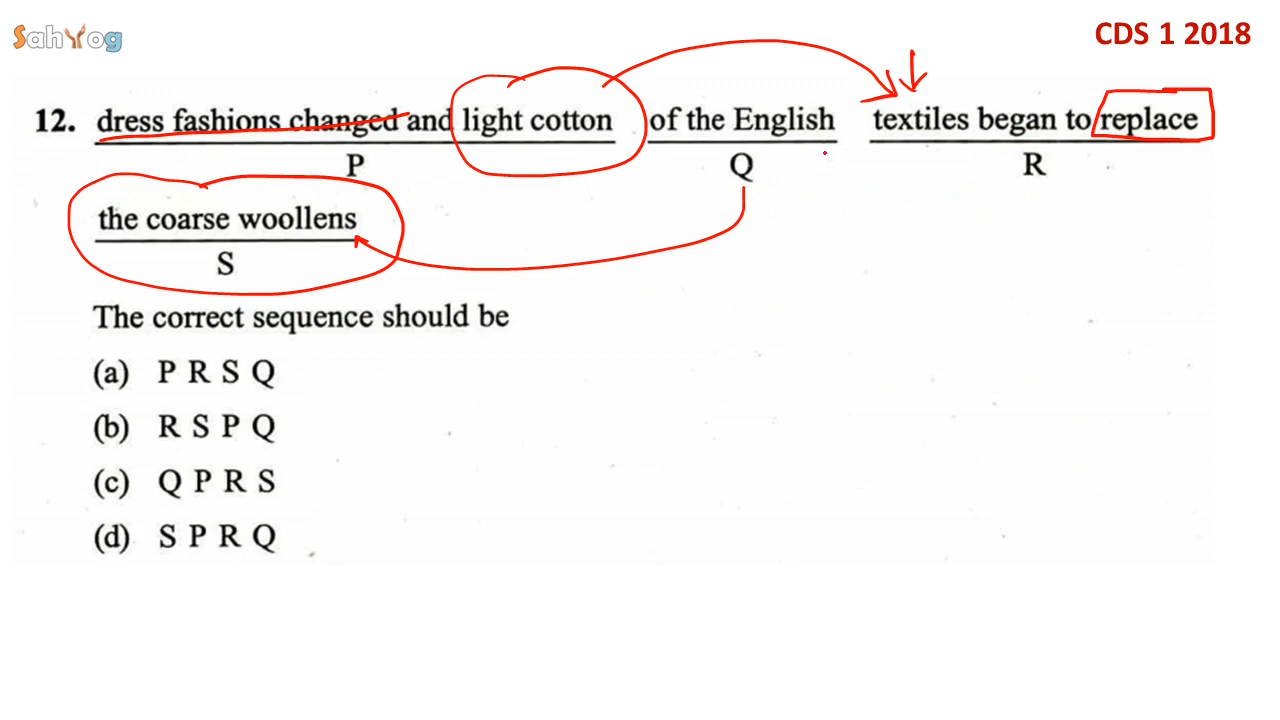 SahYog
CDS 1 2018
12. dress fashions changed and light cotton of the English textiles began to replace
P Q R
the coarse woollens
S
The correct sequence should be
(a) P R S Q
(b) R S P Q
(c) Q P R S
(d) S P R Q